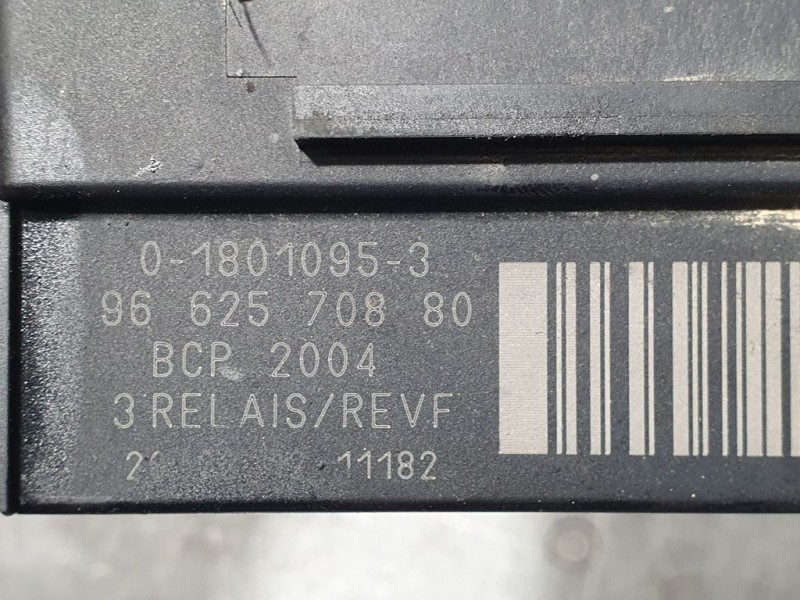 0-1801095-3
96 625 708 80
BCP 2004
3 RELAIS/REVF
11182